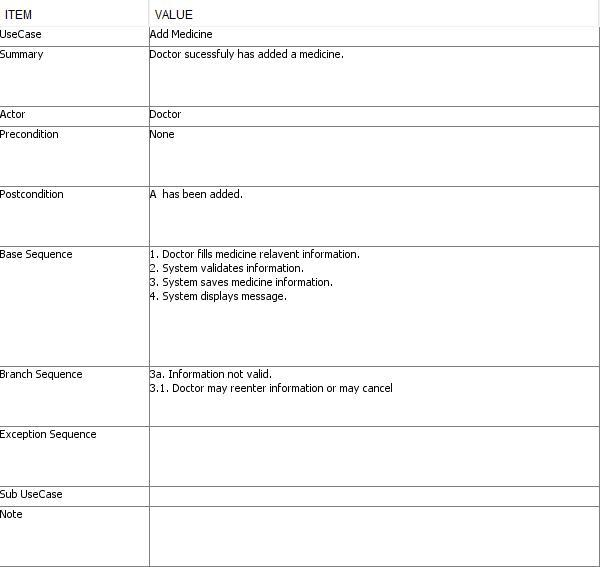 ITEM VALUE
UseCase Add Medicine
Summary Doctor sucessfuly has added a medicine.
Actor Doctor
Precondition None
Postcondition A  has been added.
Base Sequence 1. Doctor fills medicine relavent information.
2. System validates information.
3. System saves medicine information.
4. System displays message.
Branch Sequence 3a. Information not valid.
3.1. Doctor may reenter information or may cancel
Exception Sequence
Sub UseCase
Note